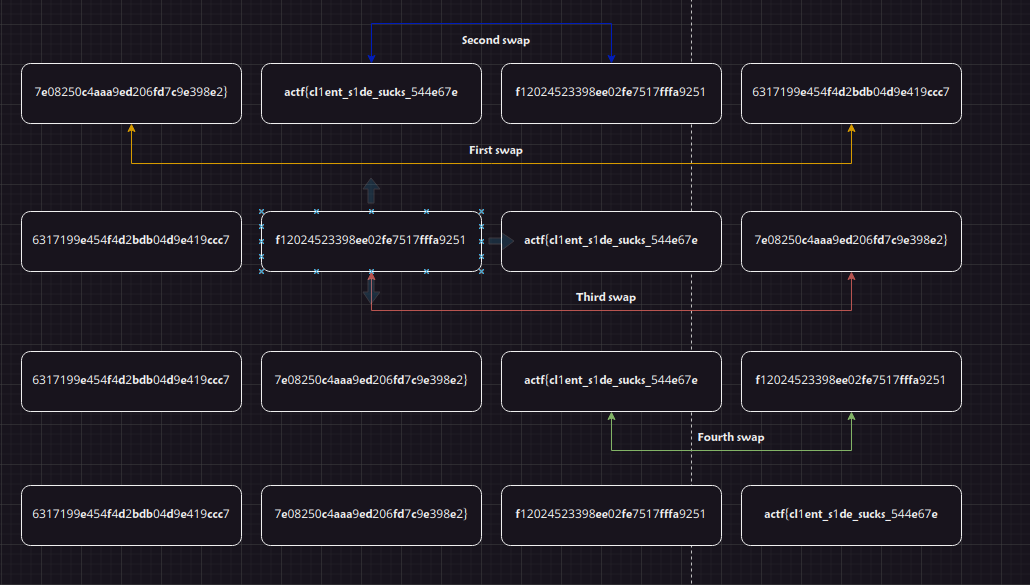 Second swap
7e08250c4aaa9ed206fd7c9e398e2}
actf{cl1ent_s1de_sucks_544e67e
f12024523398ee02fe7517fffa9251
6317199e454f4d2bdb04d9e419ccc7
First swap
6317199e454f4d2bdb04d9e419ccc7
f12024523398ee02fe7517fffa9251
actf{cl1ent_s1de_sucks_544e67e
7e08250c4aaa9ed206fd7c9e398e2}
Third swap
6317199e454f4d2bdb04d9e419ccc7
7e08250c4aaa9ed206fd7c9e398e2}
actf{cl1ent_s1de_sucks_544e67e
f12024523398ee02fe7517fffa9251
Fourth swap
6317199e454f4d2bdb04d9e419ccc7
7e08250c4aaa9ed206fd7c9e398e2}
f12024523398ee02fe7517fffa9251
actf{cl1ent_s1de_sucks_544e67e